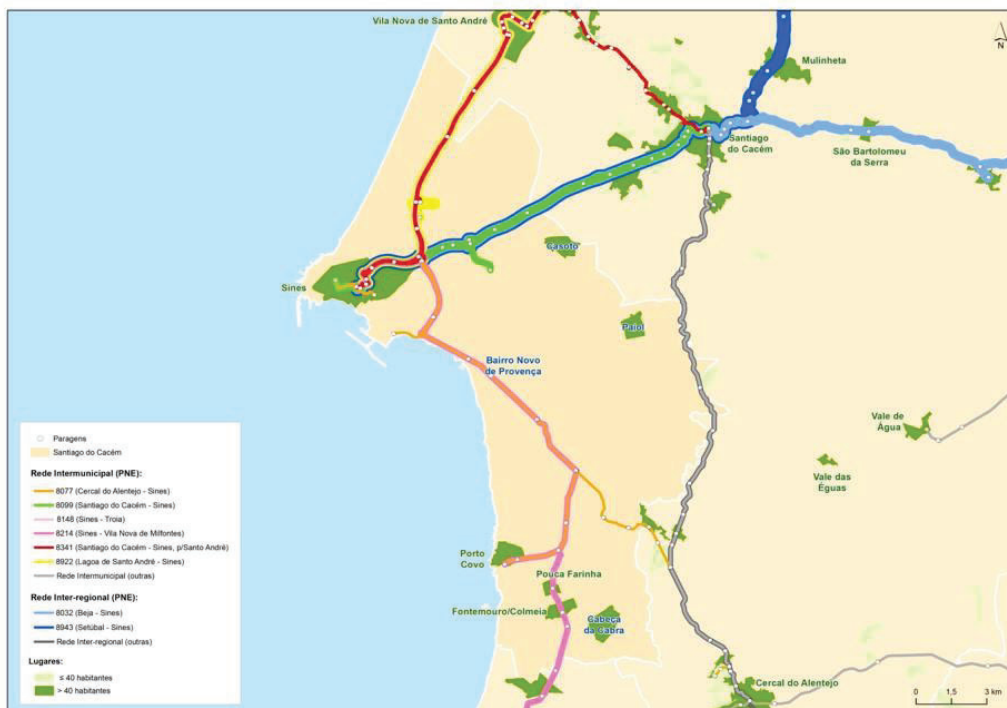 Vila Nova de Santo André
N
Mulinheta
Santiago
do Cacém
São Bartolomeu
da Serra
Casoto
Sines
Paiol
Bairro Novo
de Provença
Vale de
Água
Vale das
Éguas
Porto
Covo
Pouca Farinha
Fontemouro/Colmeia
Cabeça
da Cabra
Cercal do Alentejo
Paragens
Santiago do Cacém
Rede Intermunicipal (PNE):
8077 (Cercal do Alentejo - Sines)
8099 (Santiago do Cacém - Sines)
8148 (Sines - Troia)
8214 (Sines - Vila Nova de Milfontes)
8341 (Santiago do Cacém - Sines, p/Santo André)
8922 (Lagoa de Santo André - Sines)
Rede Intermunicipal (outras)
Rede Inter-regional (PNE):
8032 (Beja - Sines)
8943 (Setúbal - Sines)
Rede Inter-regional (outras)
Lugares:
≤ 40 habitantes
> 40 habitantes
0 1,5 3 km